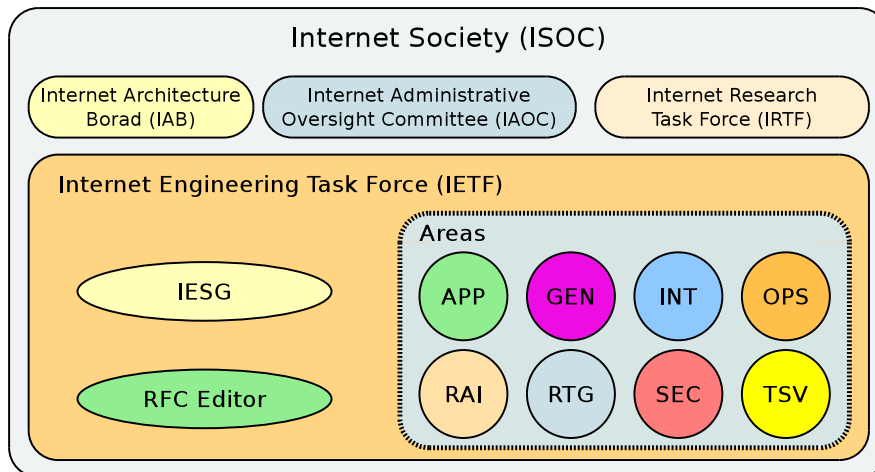 Internet Society (ISOC)
Internet Architecture
Borad (IAB)
Internet Administrative
Oversight Committee (IAOC)
Internet Research
Task Force (IRTF)
Internet Engineering Task Force (IETF)
Areas
IESG
APP GEN INT OPS
RFC Editor
RAI RTG SEC TSV